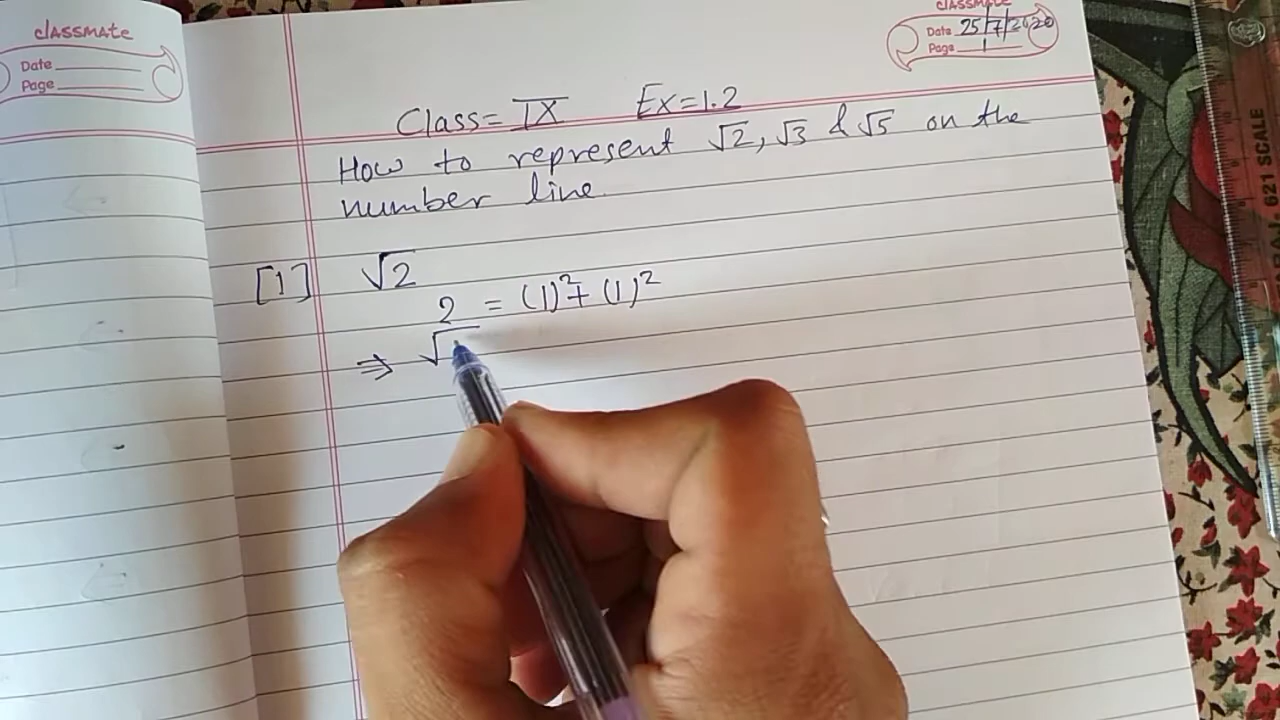 classmate
Date
Page
classmate
Date 25/7/2020
Page 1
Class = IX Ex = 1.2
How to represent √2, √3 & √5 on the
number line.
[1] √2
2 = (1)² + (1)²
⇒ √
621 SCALE